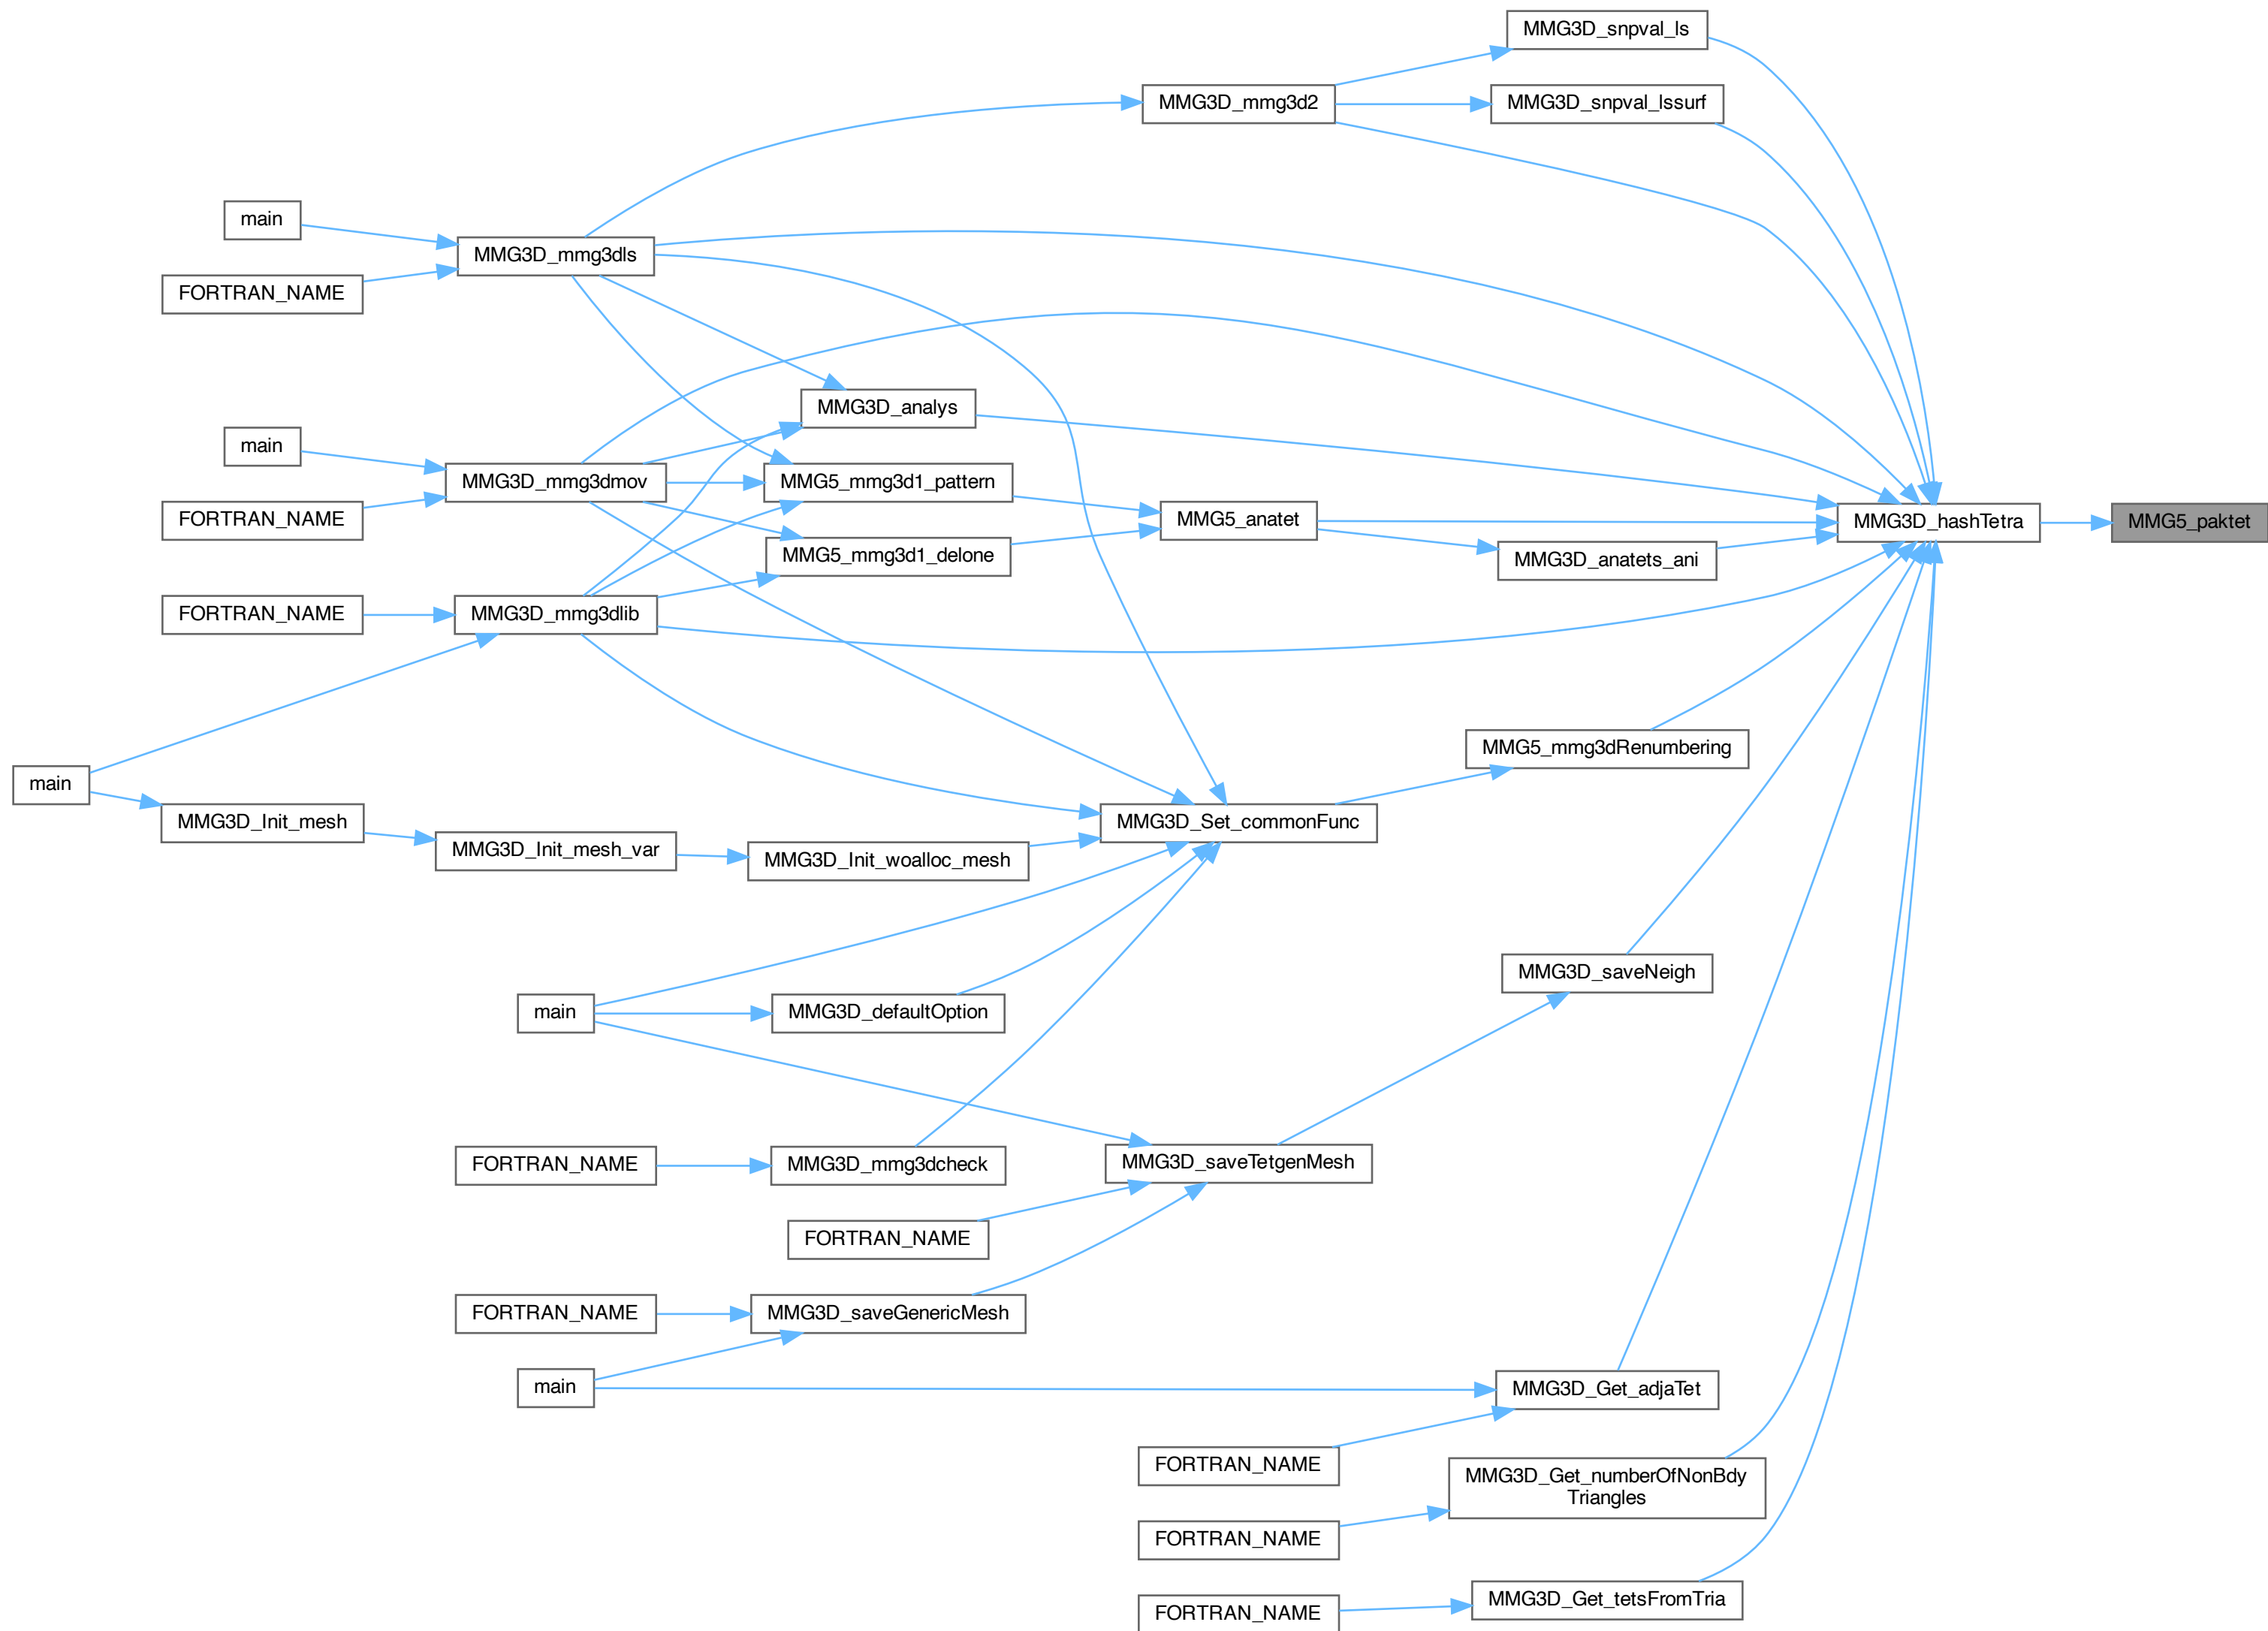 MMG3D_snpval_ls
MMG3D_mmg3d2
MMG3D_snpval_lssurf
main
MMG3D_mmg3dls
FORTRAN_NAME
MMG3D_analys
main
MMG3D_mmg3dmov
MMG5_mmg3d1_pattern
FORTRAN_NAME
MMG5_anatet
MMG3D_hashTetra
MMG5_paktet
MMG5_mmg3d1_delone
MMG3D_anatets_ani
FORTRAN_NAME
MMG3D_mmg3dlib
MMG5_mmg3dRenumbering
main
MMG3D_Init_mesh
MMG3D_Set_commonFunc
MMG3D_Init_mesh_var
MMG3D_Init_woalloc_mesh
MMG3D_saveNeigh
main
MMG3D_defaultOption
FORTRAN_NAME
MMG3D_mmg3dcheck
MMG3D_saveTetgenMesh
FORTRAN_NAME
FORTRAN_NAME
MMG3D_saveGenericMesh
main
MMG3D_Get_adjaTet
FORTRAN_NAME
MMG3D_Get_numberOfNonBdy
Triangles
FORTRAN_NAME
MMG3D_Get_tetsFromTria
FORTRAN_NAME